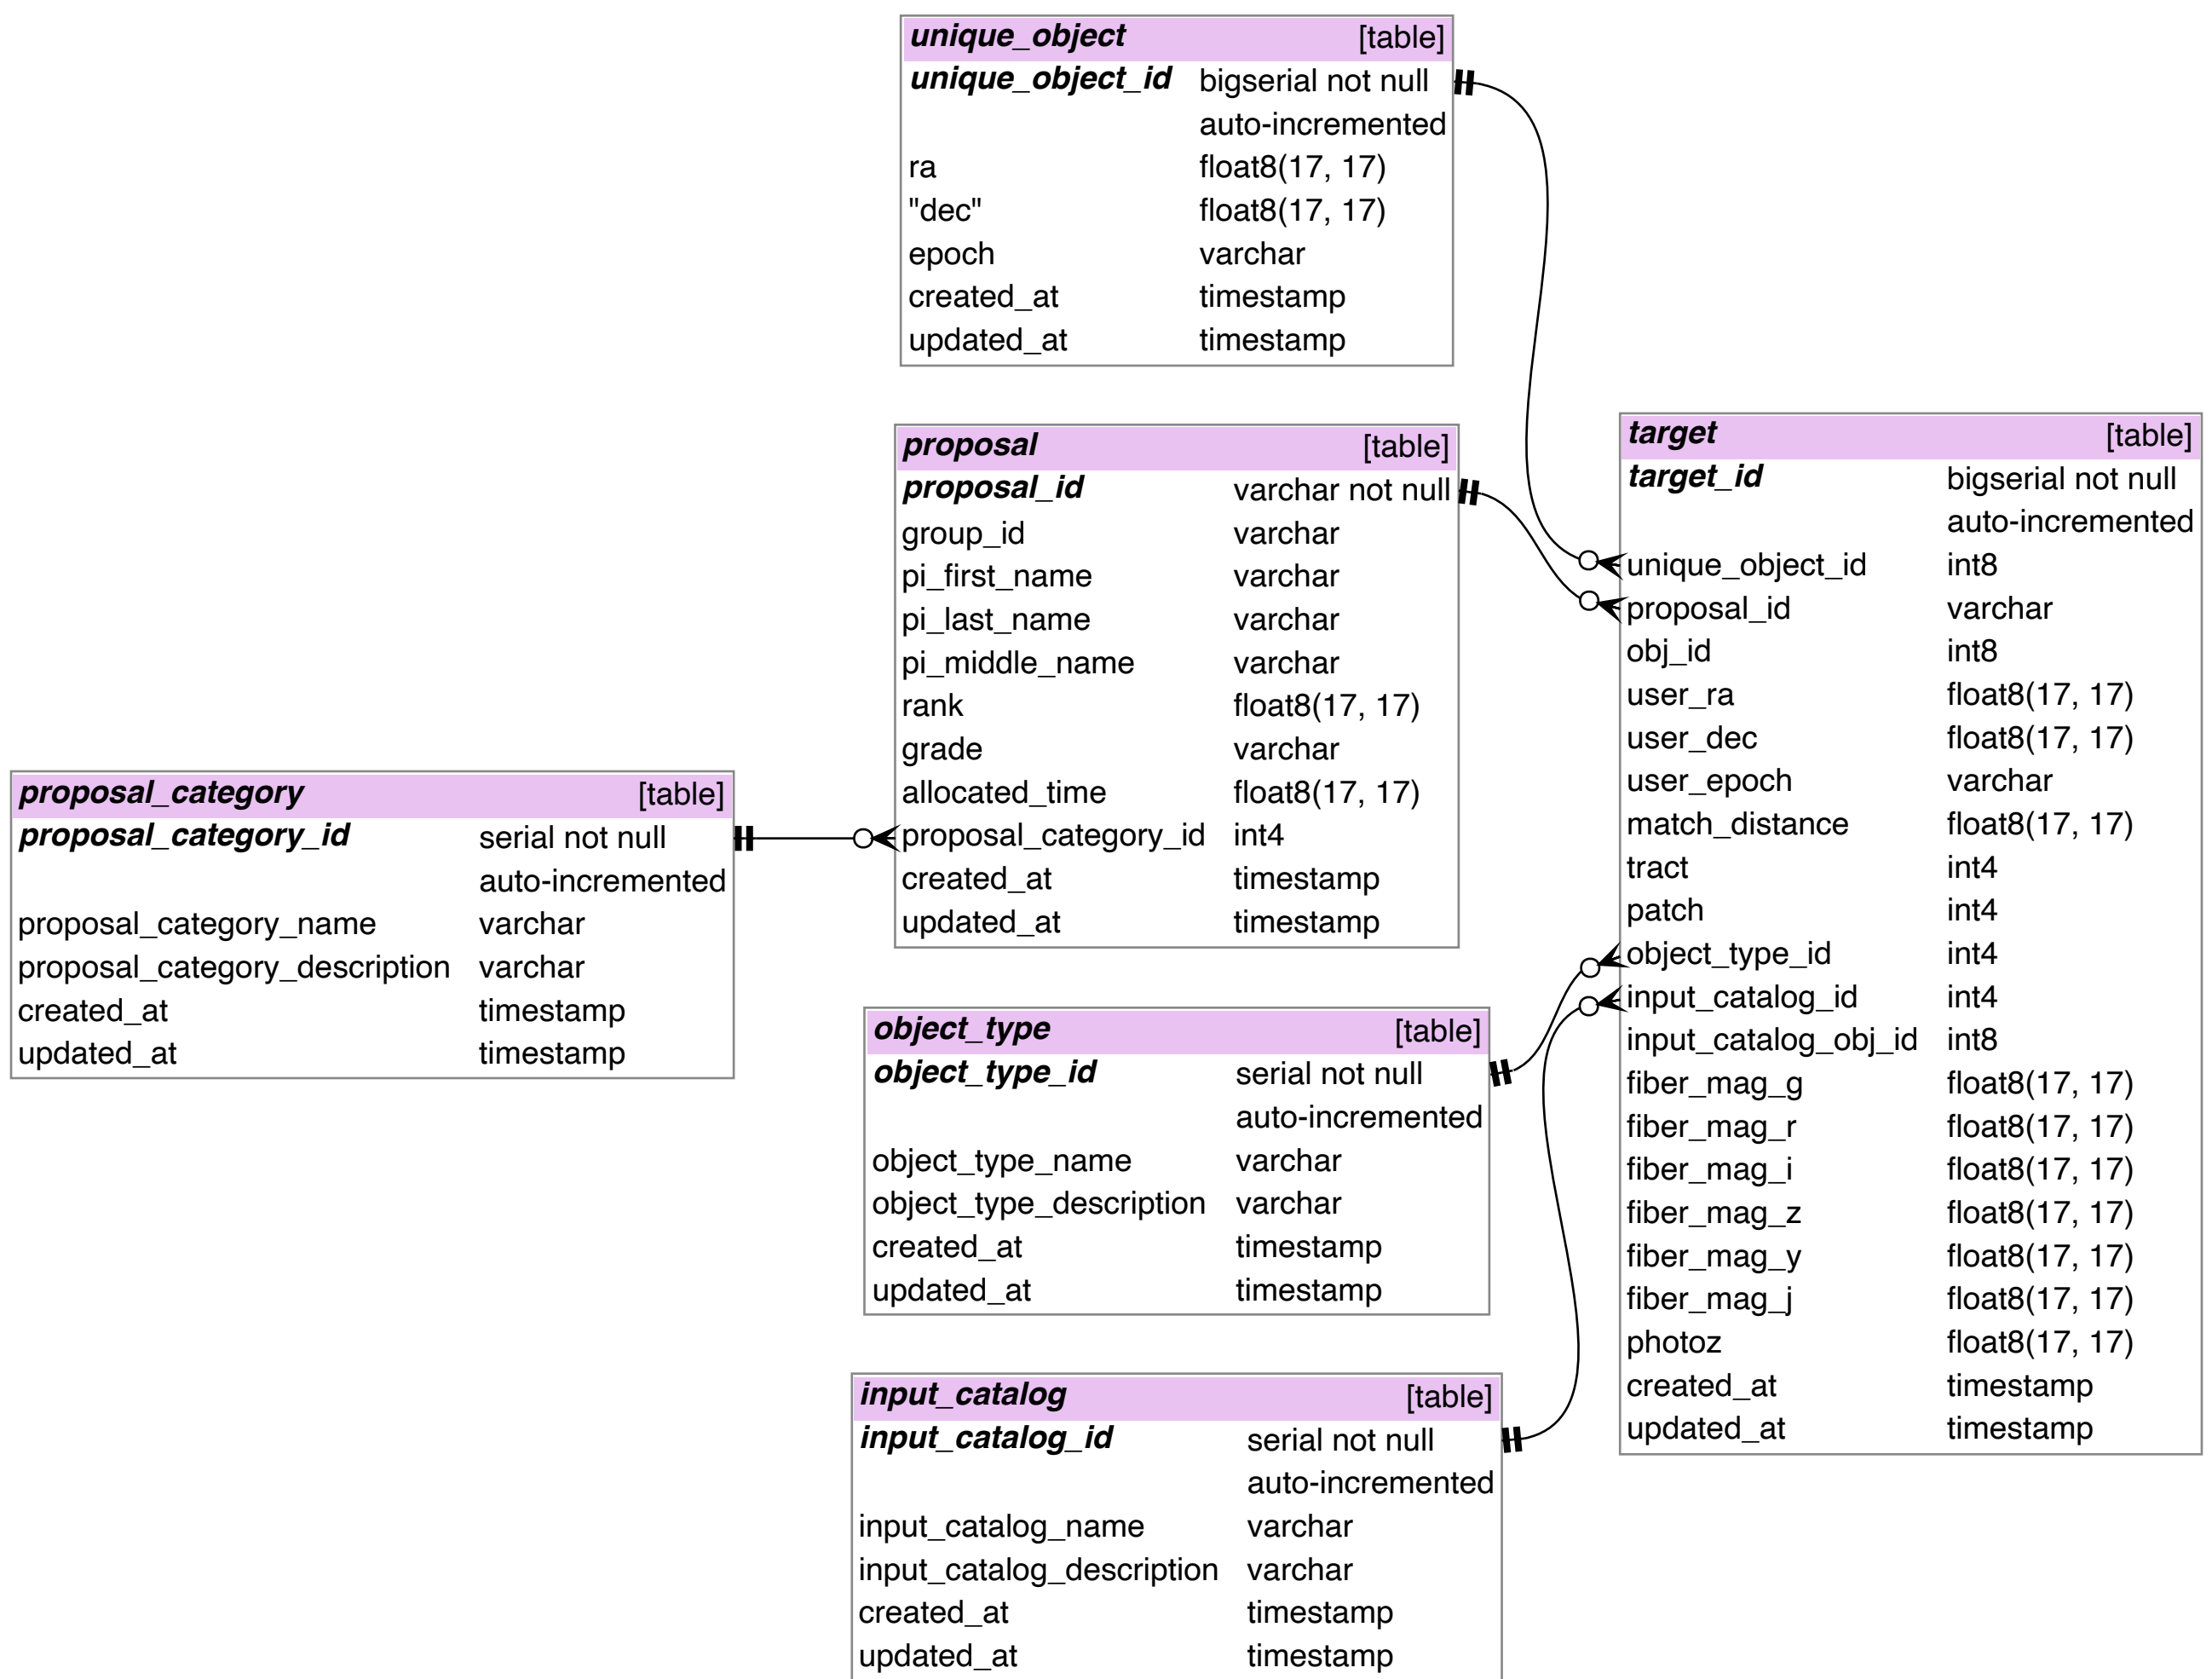 unique_object [table]
unique_object_id bigserial not null
auto-incremented
ra float8(17, 17)
"dec" float8(17, 17)
epoch varchar
created_at timestamp
updated_at timestamp
proposal [table]
proposal_id varchar not null
group_id varchar
pi_first_name varchar
pi_last_name varchar
pi_middle_name varchar
rank float8(17, 17)
grade varchar
allocated_time float8(17, 17)
proposal_category_id int4
created_at timestamp
updated_at timestamp
proposal_category [table]
proposal_category_id serial not null
auto-incremented
proposal_category_name varchar
proposal_category_description varchar
created_at timestamp
updated_at timestamp
object_type [table]
object_type_id serial not null
auto-incremented
object_type_name varchar
object_type_description varchar
created_at timestamp
updated_at timestamp
input_catalog [table]
input_catalog_id serial not null
auto-incremented
input_catalog_name varchar
input_catalog_description varchar
created_at timestamp
updated_at timestamp
target [table]
target_id bigserial not null
auto-incremented
unique_object_id int8
proposal_id varchar
obj_id int8
user_ra float8(17, 17)
user_dec float8(17, 17)
user_epoch varchar
match_distance float8(17, 17)
tract int4
patch int4
object_type_id int4
input_catalog_id int4
input_catalog_obj_id int8
fiber_mag_g float8(17, 17)
fiber_mag_r float8(17, 17)
fiber_mag_i float8(17, 17)
fiber_mag_z float8(17, 17)
fiber_mag_y float8(17, 17)
fiber_mag_j float8(17, 17)
photoz float8(17, 17)
created_at timestamp
updated_at timestamp